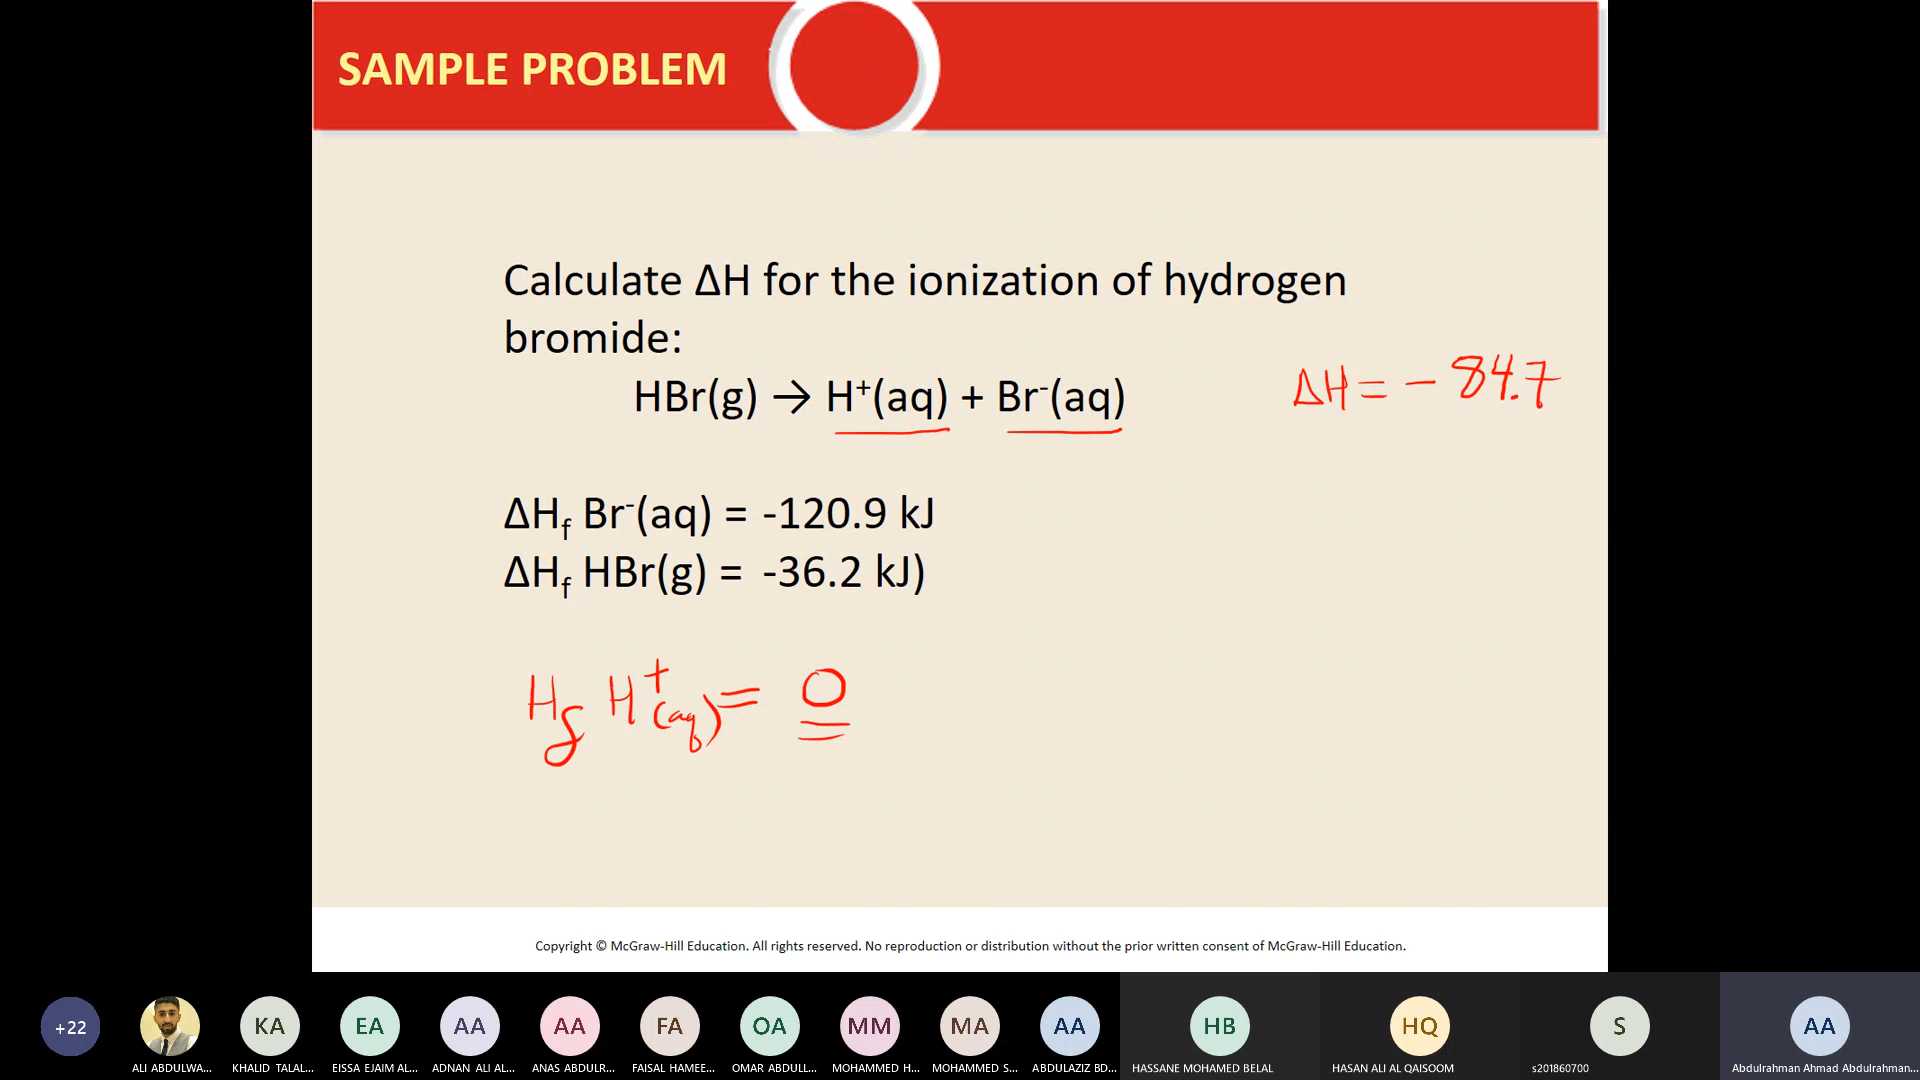 SAMPLE PROBLEM
Calculate ΔH for the ionization of hydrogen
bromide:
HBr(g) → H⁺(aq) + Br⁻(aq)
ΔH = - 84.7
ΔHf Br⁻(aq) = -120.9 kJ
ΔHf HBr(g) = -36.2 kJ)
Hf H⁺(aq) = 0
Copyright © McGraw-Hill Education. All rights reserved. No reproduction or distribution without the prior written consent of McGraw-Hill Education.
+22 KA EA AA AA FA OA MM MA AA HB HQ S AA
ALI ABDULWA... KHALID TALAL... EISSA EJAIM AL... ADNAN ALI AL... ANAS ABDULR... FAISAL HAMEE... OMAR ABDULL... MOHAMMED H... MOHAMMED S... ABDULAZIZ BD... HASSANE MOHAMED BELAL HASAN ALI AL QAISOOM s201860700 Abdulrahman Ahmad Abdulrahman...